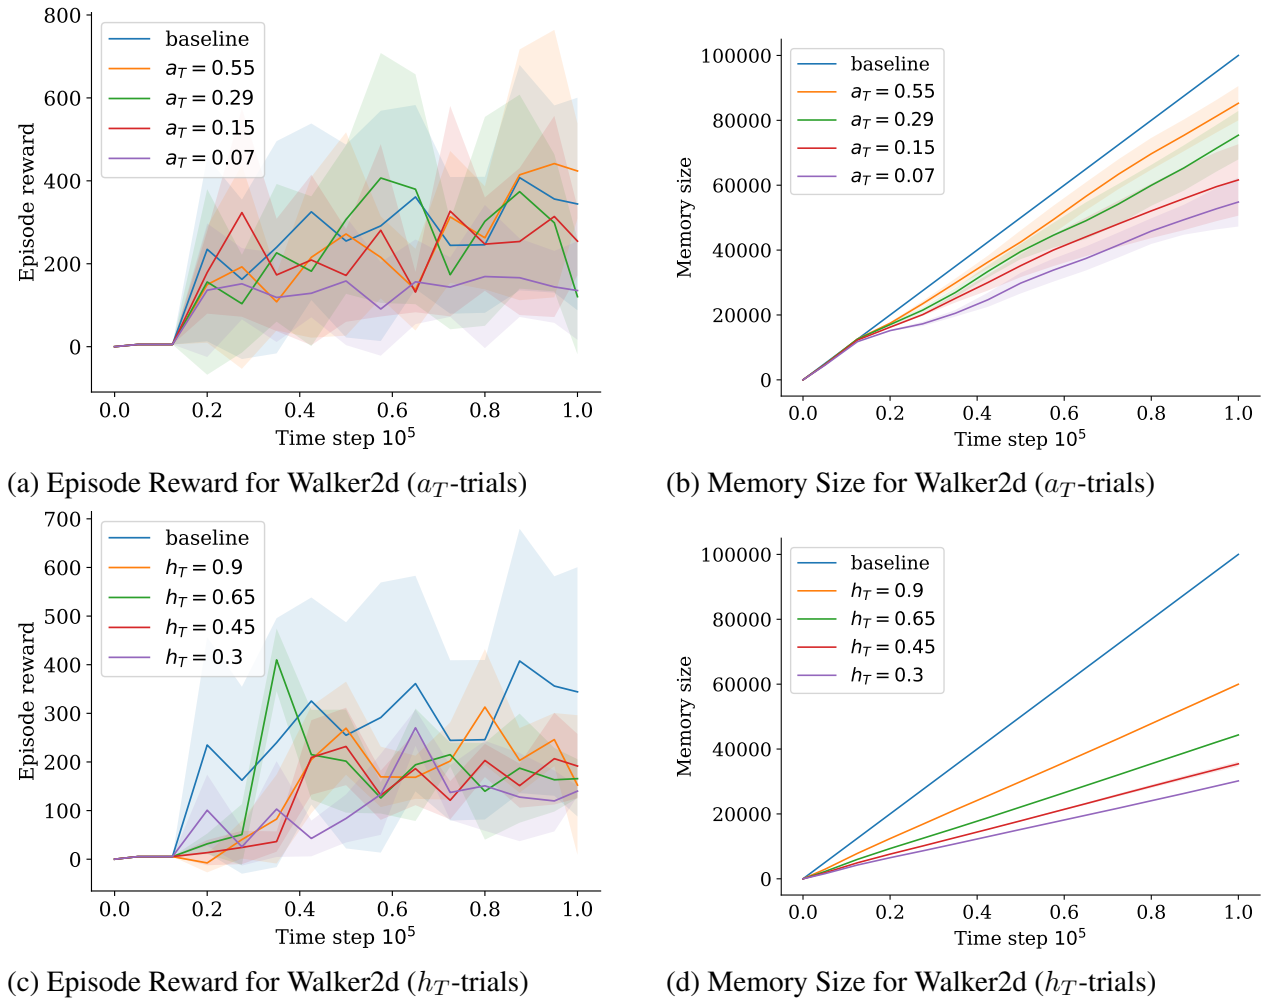 800
600
400
200
0
Episode reward
baseline
a_T = 0.55
a_T = 0.29
a_T = 0.15
a_T = 0.07
0.0 0.2 0.4 0.6 0.8 1.0
Time step 10^5
(a) Episode Reward for Walker2d (a_T-trials)
100000
80000
60000
40000
20000
0
Memory size
baseline
a_T = 0.55
a_T = 0.29
a_T = 0.15
a_T = 0.07
0.0 0.2 0.4 0.6 0.8 1.0
Time step 10^5
(b) Memory Size for Walker2d (a_T-trials)
700
600
500
400
300
200
100
0
Episode reward
baseline
h_T = 0.9
h_T = 0.65
h_T = 0.45
h_T = 0.3
0.0 0.2 0.4 0.6 0.8 1.0
Time step 10^5
(c) Episode Reward for Walker2d (h_T-trials)
100000
80000
60000
40000
20000
0
Memory size
baseline
h_T = 0.9
h_T = 0.65
h_T = 0.45
h_T = 0.3
0.0 0.2 0.4 0.6 0.8 1.0
Time step 10^5
(d) Memory Size for Walker2d (h_T-trials)